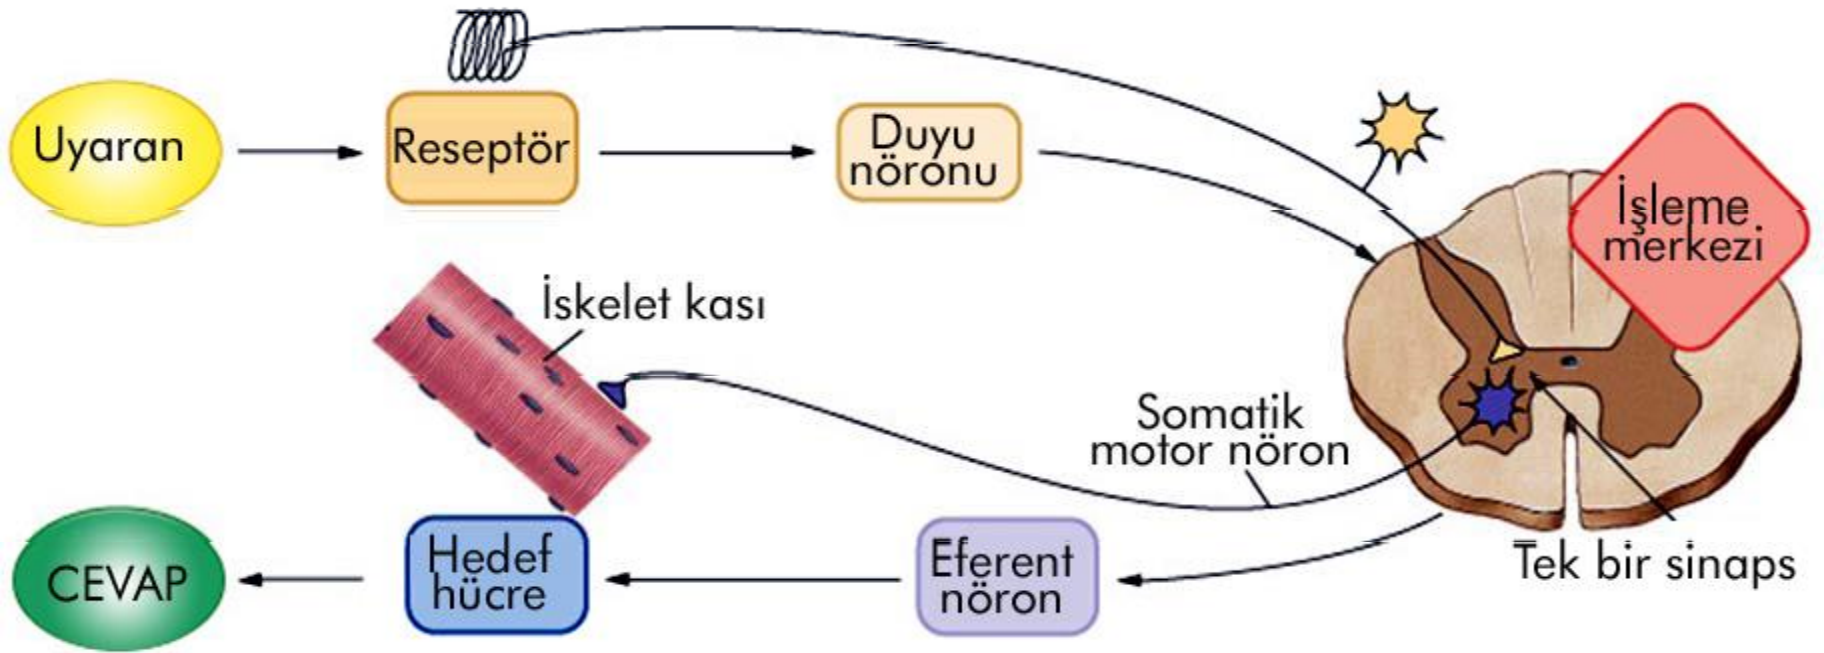 Uyaran
Reseptör
Duyu
nöronu
İşleme
merkezi
İskelet kası
Somatik
motor nöron
Tek bir sinaps
Eferent
nöron
Hedef
hücre
CEVAP